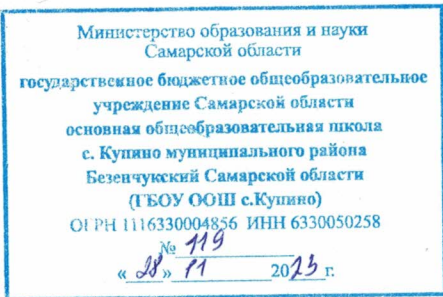 Министерство образования и науки
Самарской области
государственное бюджетное общеобразовательное
учреждение Самарской области
основная общеобразовательная школа
с. Купино муниципального района
Безенчукский Самарской области
(ГБОУ ООШ с.Купино)
ОГРН 1116330004856 ИНН 6330050258
№ 119
« 28 » 11 2023 г.